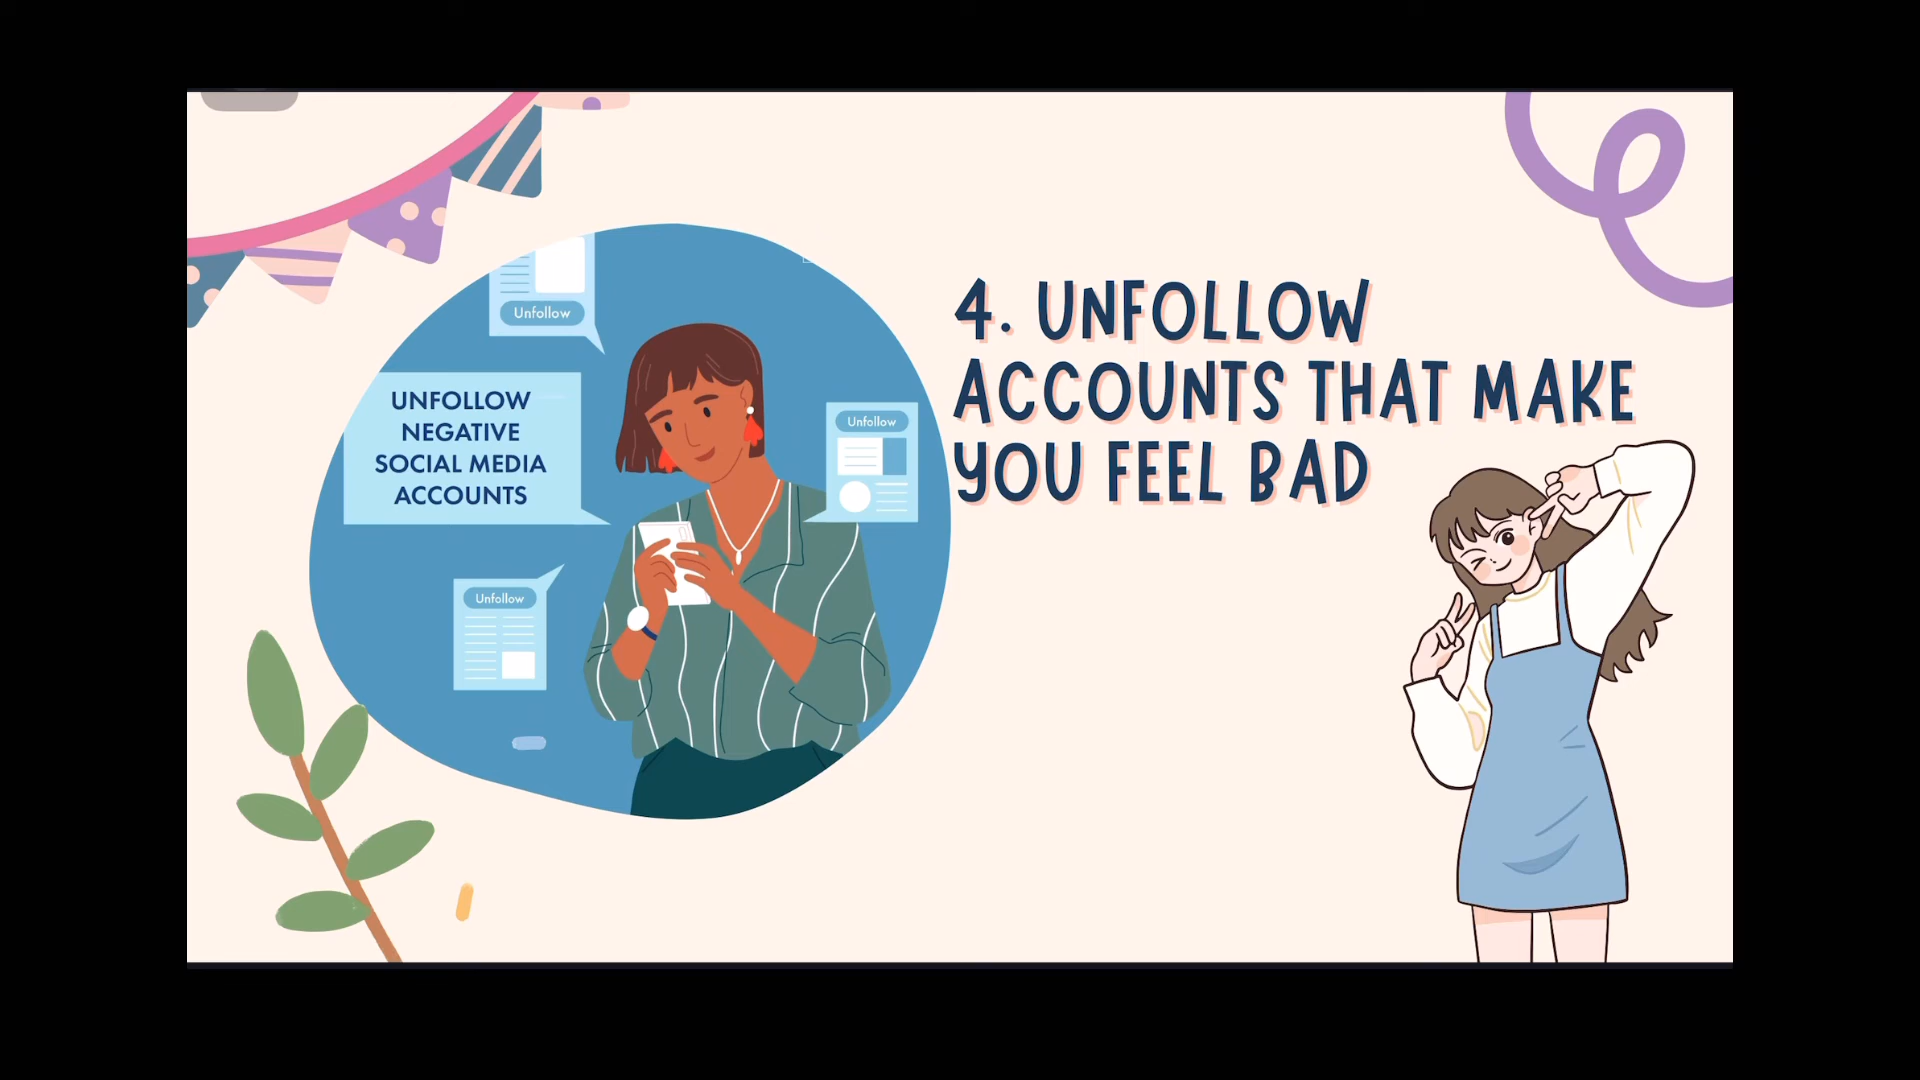 Unfollow
UNFOLLOW
NEGATIVE
SOCIAL MEDIA
ACCOUNTS
Unfollow
Unfollow
4. UNFOLLOW
ACCOUNTS THAT MAKE
YOU FEEL BAD